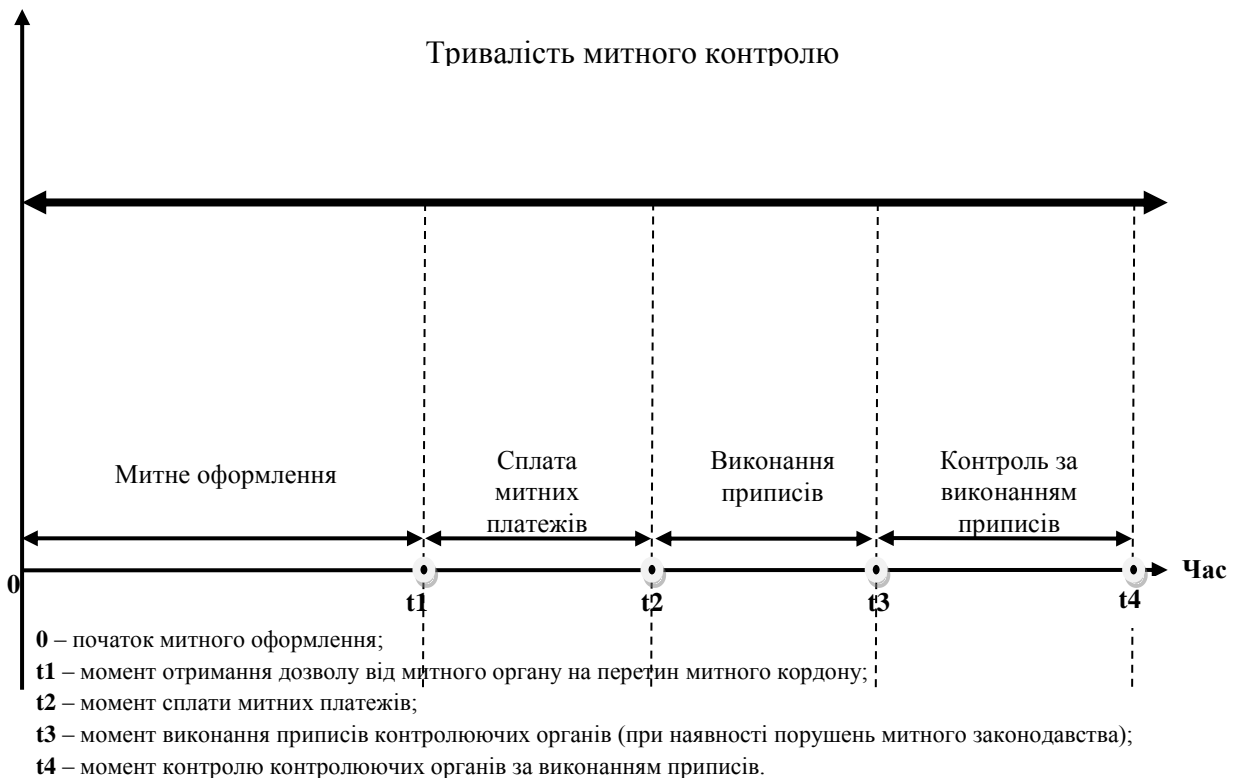 Тривалість митного контролю
Митне оформлення
Сплата
митних
платежів
Виконання
приписів
Контроль за
виконанням
приписів
Час
0
t1
t2
t3
t4
0 – початок митного оформлення;
t1 – момент отримання дозволу від митного органу на перетин митного кордону;
t2 – момент сплати митних платежів;
t3 – момент виконання приписів контролюючих органів (при наявності порушень митного законодавства);
t4 – момент контролю контролюючих органів за виконанням приписів.